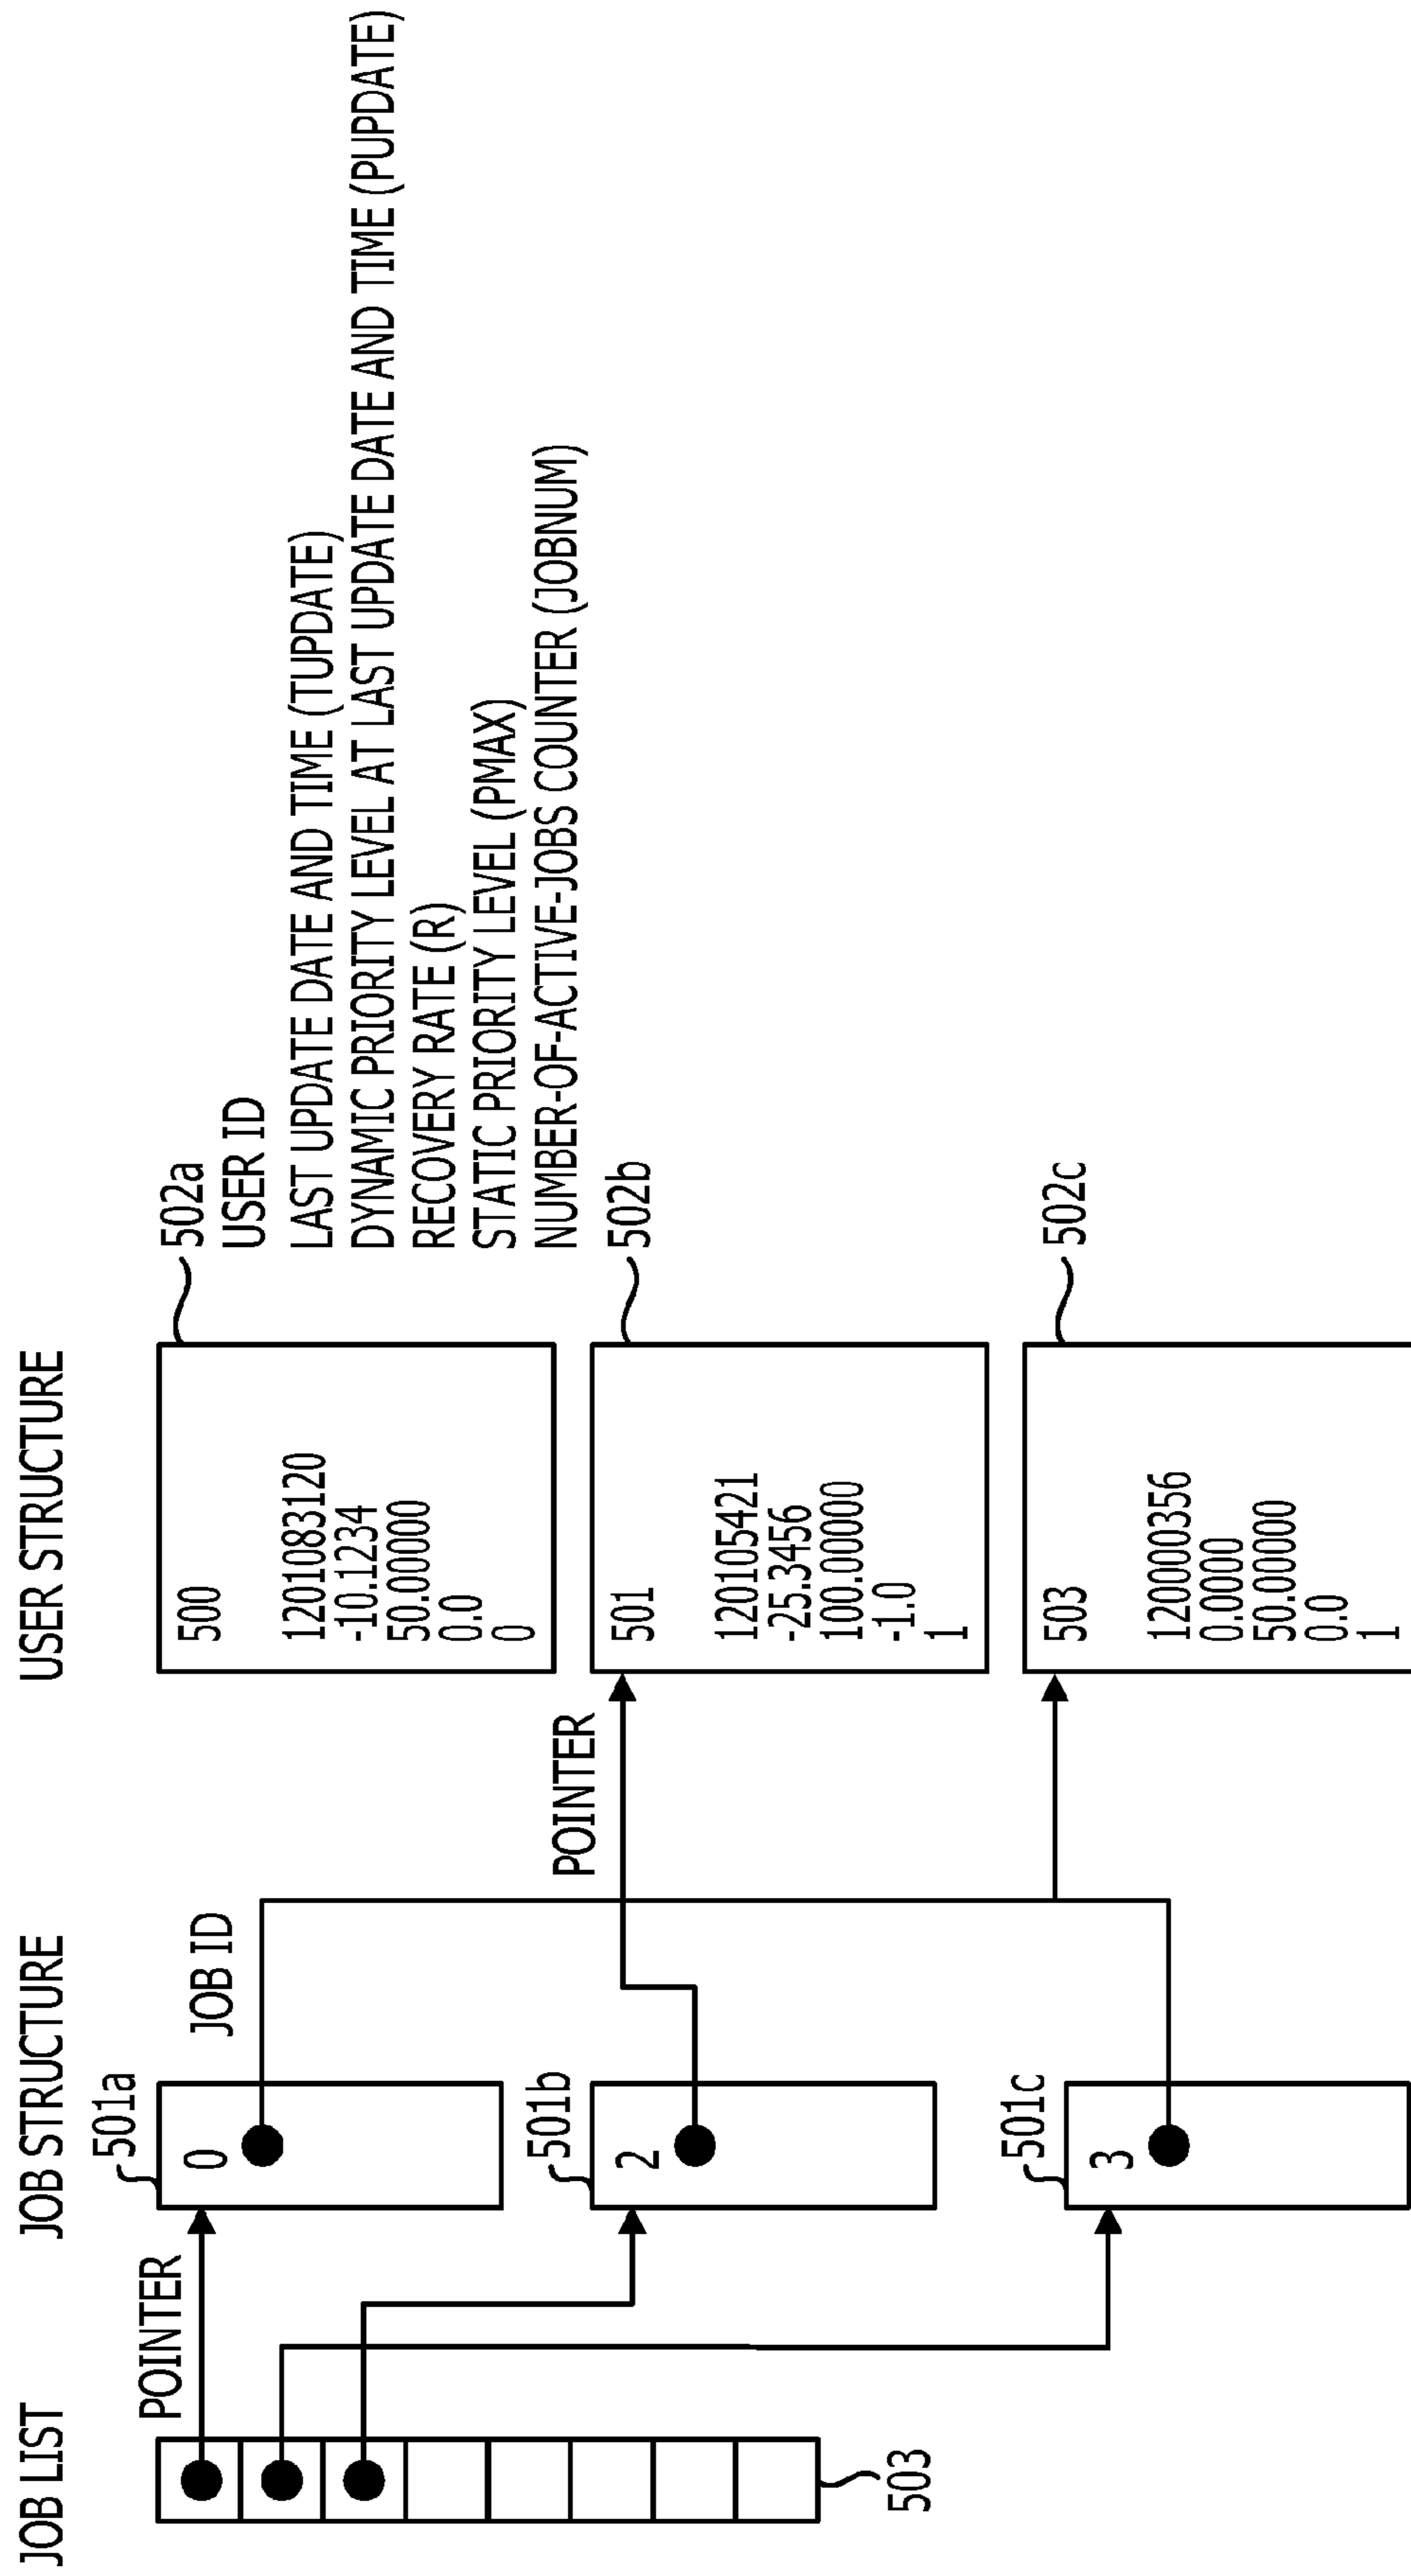 JOB LIST
JOB STRUCTURE
USER STRUCTURE
POINTER
501a
0
JOB ID
501b
2
501c
3
503
POINTER
500
1201083120
-10.1234
50.00000
0.0
0
502a
USER ID
LAST UPDATE DATE AND TIME (TUPDATE)
DYNAMIC PRIORITY LEVEL AT LAST UPDATE DATE AND TIME (PUPDATE)
RECOVERY RATE (R)
STATIC PRIORITY LEVEL (PMAX)
NUMBER-OF-ACTIVE-JOBS COUNTER (JOBNUM)
501
120105421
-25.3456
100.00000
-1.0
1
502b
503
120000356
0.0000
50.00000
0.0
1
502c